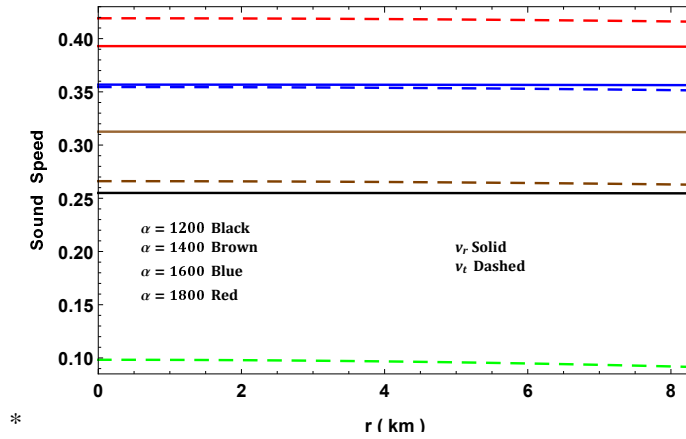 0.40
0.35
0.30
0.25
0.20
0.15
0.10
Sound Speed
α = 1200 Black
α = 1400 Brown
α = 1600 Blue
α = 1800 Red
v_r Solid
v_t Dashed
0 2 4 6 8
r ( km )
*